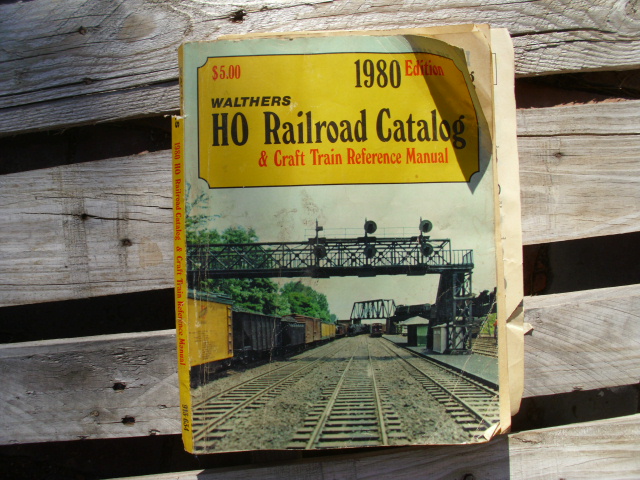 $5.00
1980 Edition
WALTHERS
HO Railroad Catalog
& Craft Train Reference Manual
1980 HO Railroad Catalog & Craft Train Reference Manual